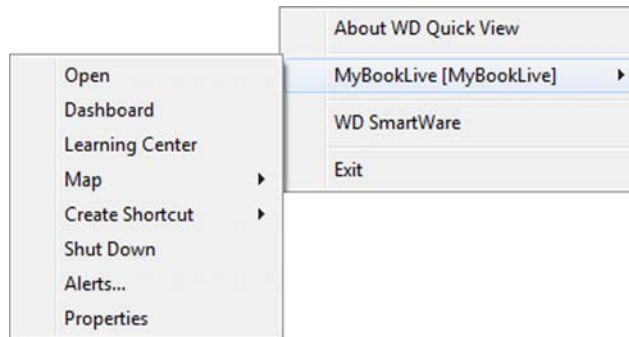 About WD Quick View
MyBookLive [MyBookLive]
WD SmartWare
Exit
Open
Dashboard
Learning Center
Map
Create Shortcut
Shut Down
Alerts...
Properties